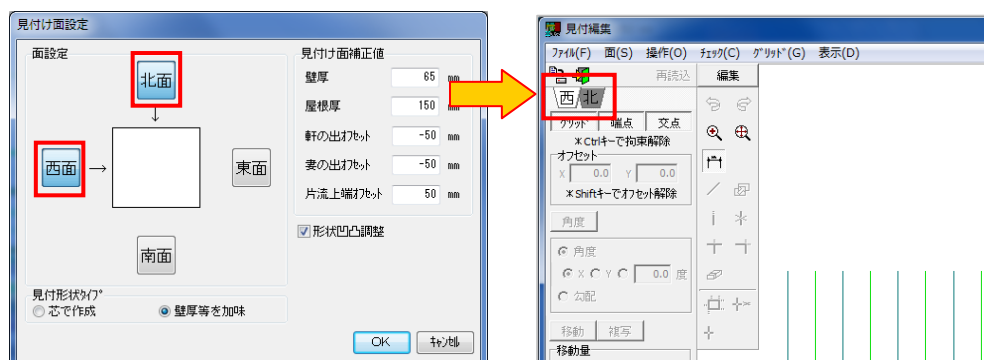 見付け面設定
面設定
北面
西面
東面
南面
見付形状ﾀｲﾌﾟ
芯で作成
壁厚等を加味
見付け面補正値
壁厚 65 mm
屋根厚 150 mm
軒の出ｵﾌｾｯﾄ -50 mm
妻の出ｵﾌｾｯﾄ -50 mm
片流上端ｵﾌｾｯﾄ 50 mm
形状凹凸調整
OK
ｷｬﾝｾﾙ
見付編集
ﾌｧｲﾙ(F) 面(S) 操作(O) ﾁｪｯｸ(C) ｸﾞﾘｯﾄﾞ(G) 表示(D)
再読込
編集
西 北
ｸﾞﾘｯﾄﾞ 端点 交点
＊Ctrlｷｰで拘束解除
オフセット
X 0.0 Y 0.0
＊Shiftｷｰでｵﾌｾｯﾄ解除
角度
角度
X Y 0.0 度
勾配
移動 複写
移動量